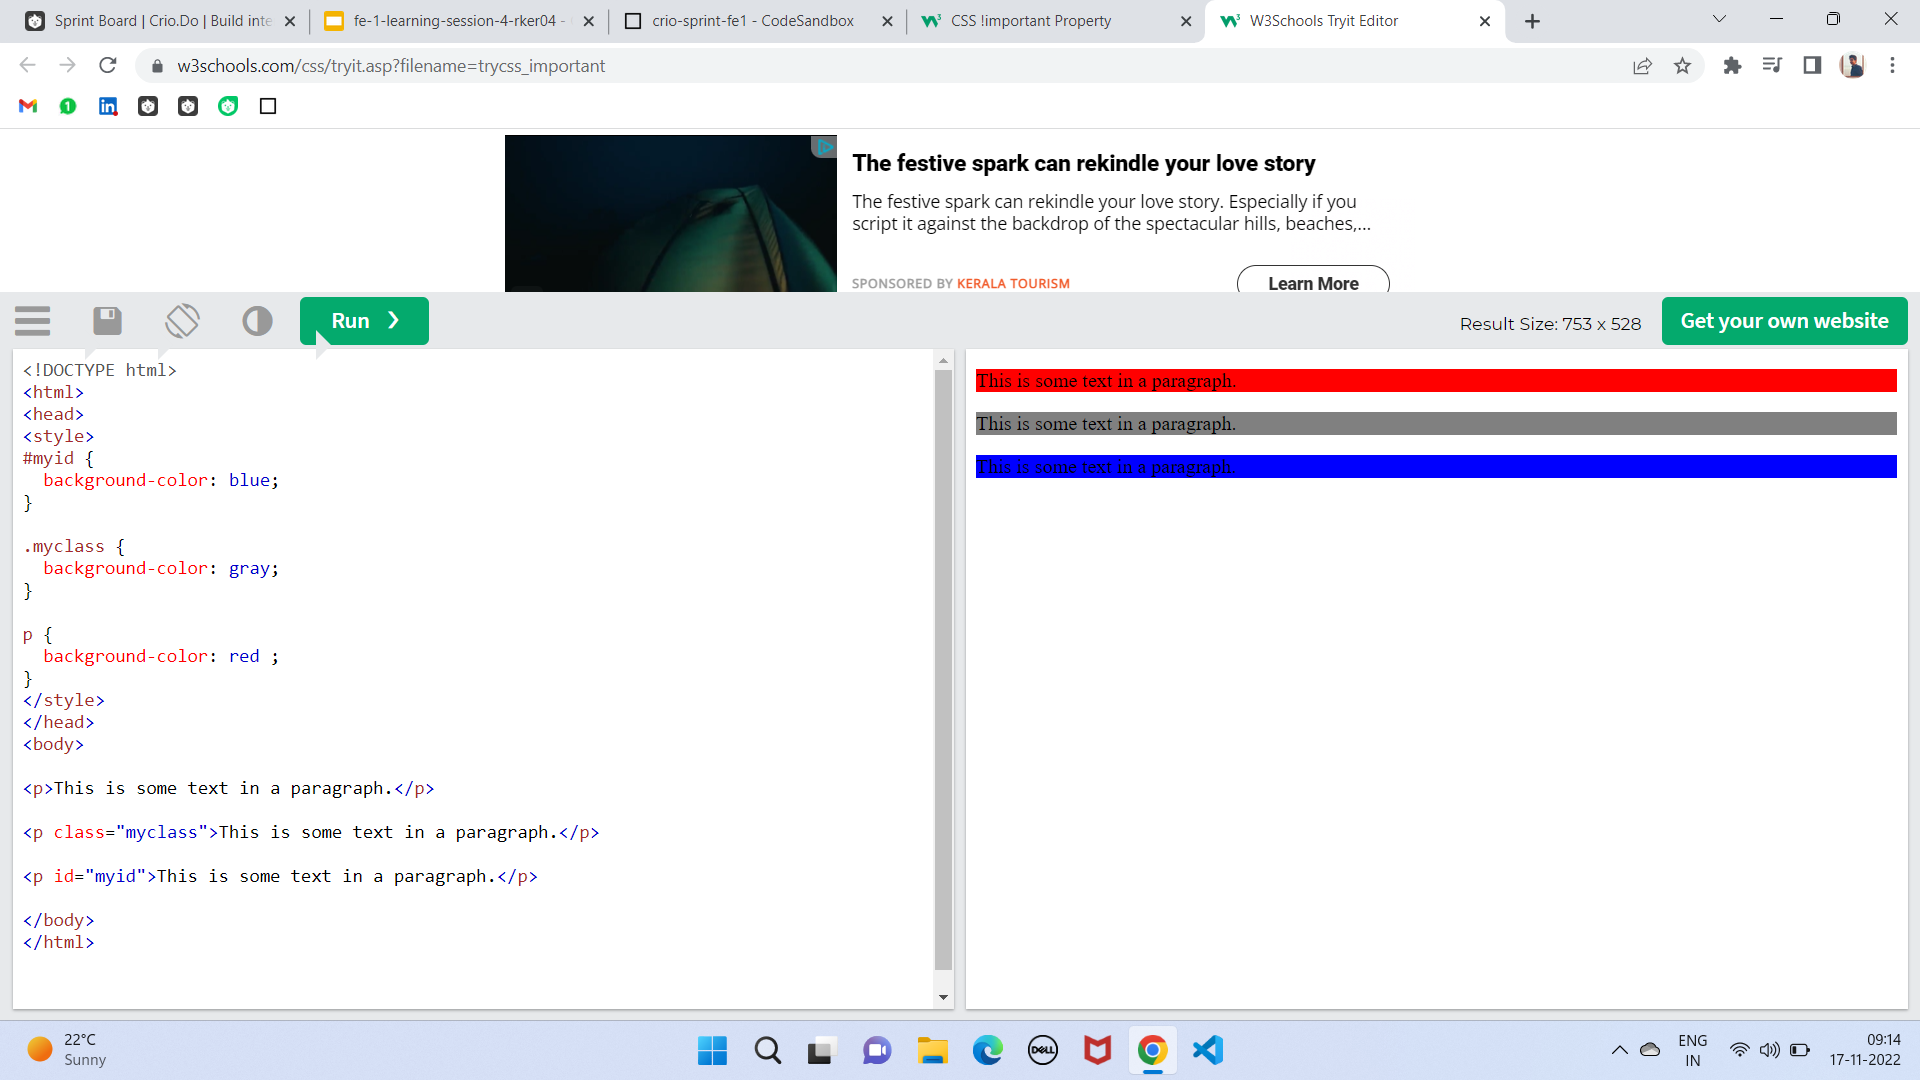 Sprint Board | Crio.Do | Build inte
fe-1-learning-session-4-rker04 -
crio-sprint-fe1 - CodeSandbox
CSS !important Property
W3Schools Tryit Editor
w3schools.com/css/tryit.asp?filename=trycss_important
The festive spark can rekindle your love story
The festive spark can rekindle your love story. Especially if you
script it against the backdrop of the spectacular hills, beaches,...
SPONSORED BY KERALA TOURISM
Learn More
Run ❯
Result Size: 753 x 528
Get your own website
<!DOCTYPE html>
<html>
<head>
<style>
#myid {
  background-color: blue;
}
.myclass {
  background-color: gray;
}
p {
  background-color: red ;
}
</style>
</head>
<body>
<p>This is some text in a paragraph.</p>
<p class="myclass">This is some text in a paragraph.</p>
<p id="myid">This is some text in a paragraph.</p>
</body>
</html>
This is some text in a paragraph.
This is some text in a paragraph.
This is some text in a paragraph.
22°C
Sunny
DELL
ENG
IN
09:14
17-11-2022